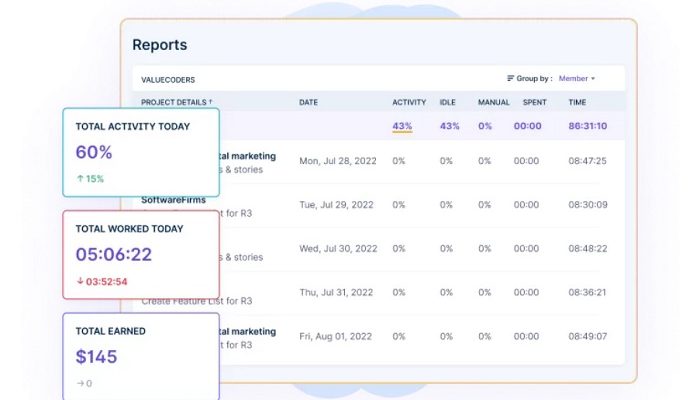 Reports
VALUECODERS
Group by : Member
PROJECT DETAILS ↑ DATE ACTIVITY IDLE MANUAL SPENT TIME
43% 43% 0% 00:00 86:31:10
tal marketing
s & stories
Mon, Jul 28, 2022 0% 0% 0% 00:00 08:47:25
SoftwareFirms
t for R3
Tue, Jul 29, 2022 0% 0% 0% 00:00 08:30:09
s & stories
Wed, Jul 30, 2022 0% 0% 0% 00:00 08:48:22
Create Feature List for R3
Thu, Jul 31, 2022 0% 0% 0% 00:00 08:36:21
tal marketing
t for R3
Fri, Aug 01, 2022 0% 0% 0% 00:00 08:49:07
TOTAL ACTIVITY TODAY
60%
↑ 15%
TOTAL WORKED TODAY
05:06:22
↓ 03:52:54
TOTAL EARNED
$145
→ 0